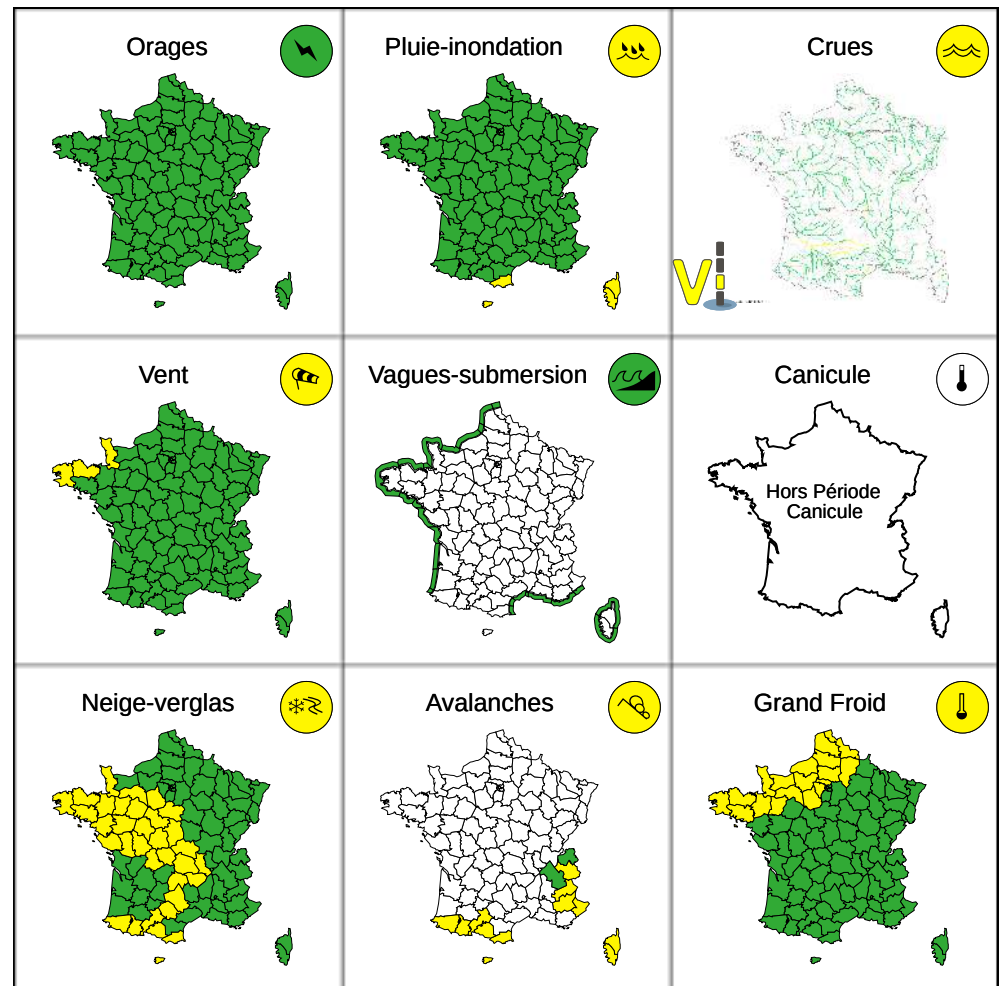 Orages
Pluie-inondation
Crues
Vent
Vagues-submersion
Canicule
Hors Période
Canicule
Neige-verglas
Avalanches
Grand Froid